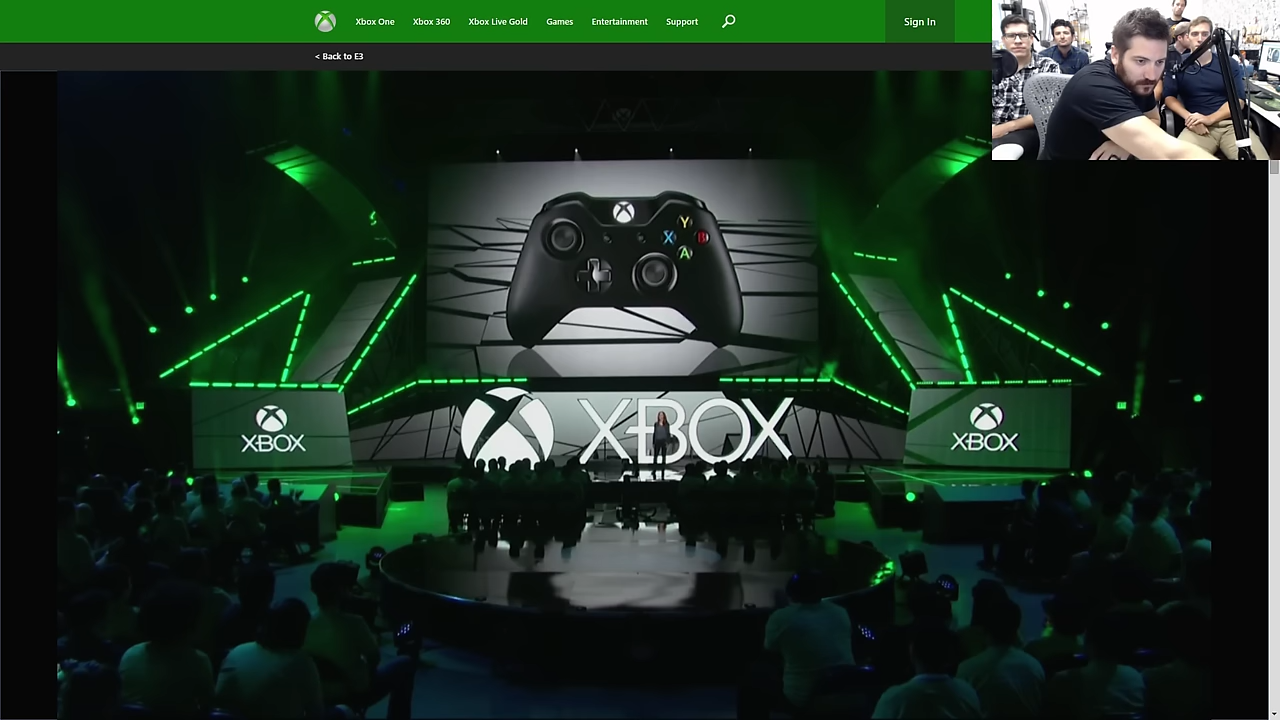 Xbox One Xbox 360 Xbox Live Gold Games Entertainment Support Sign In
< Back to E3
Y
X B
A
XBOX
XBOX
XBOX